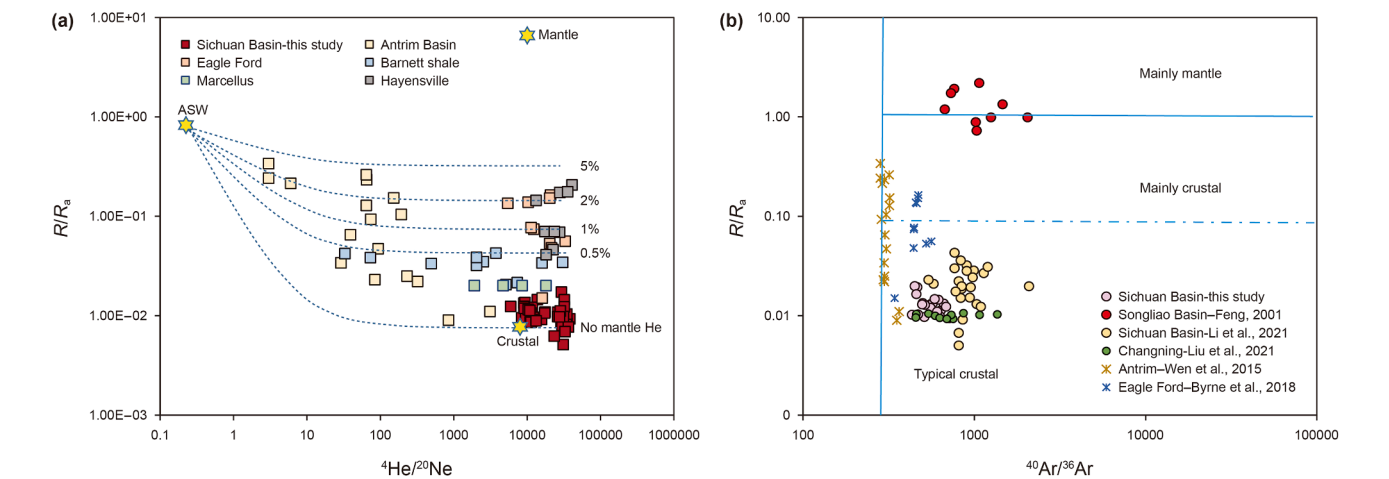 (a)
1.00E+01
1.00E+00
1.00E–01
1.00E–02
1.00E–03
R/Ra
Sichuan Basin-this study
Eagle Ford
Marcellus
Antrim Basin
Barnett shale
Hayensville
Mantle
ASW
5%
2%
1%
0.5%
No mantle He
Crustal
0.1
1
10
100
1000
10000
100000
1000000
4He/20Ne
(b)
10.00
1.00
0.10
0.01
0
R/Ra
Mainly mantle
Mainly crustal
Typical crustal
Sichuan Basin-this study
Songliao Basin–Feng, 2001
Sichuan Basin-Li et al., 2021
Changning-Liu et al., 2021
Antrim–Wen et al., 2015
Eagle Ford–Byrne et al., 2018
100
1000
10000
100000
40Ar/36Ar